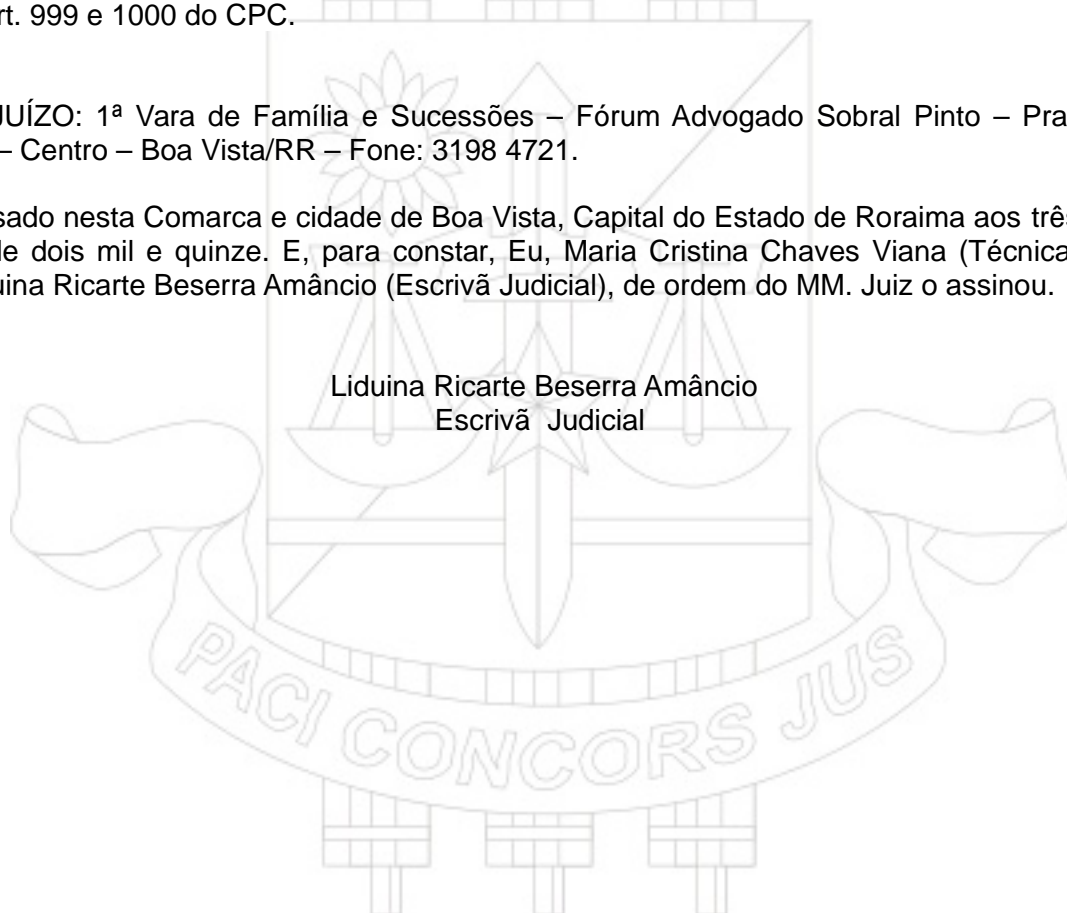 rt. 999 e 1000 do CPC.
JUÍZO: 1ª Vara de Família e Sucessões – Fórum Advogado Sobral Pinto – Pra
– Centro – Boa Vista/RR – Fone: 3198 4721.
sado nesta Comarca e cidade de Boa Vista, Capital do Estado de Roraima aos três
de dois mil e quinze. E, para constar, Eu, Maria Cristina Chaves Viana (Técnica
uina Ricarte Beserra Amâncio (Escrivã Judicial), de ordem do MM. Juiz o assinou.
Liduina Ricarte Beserra Amâncio
Escrivã Judicial
PACI CONCORS JUS